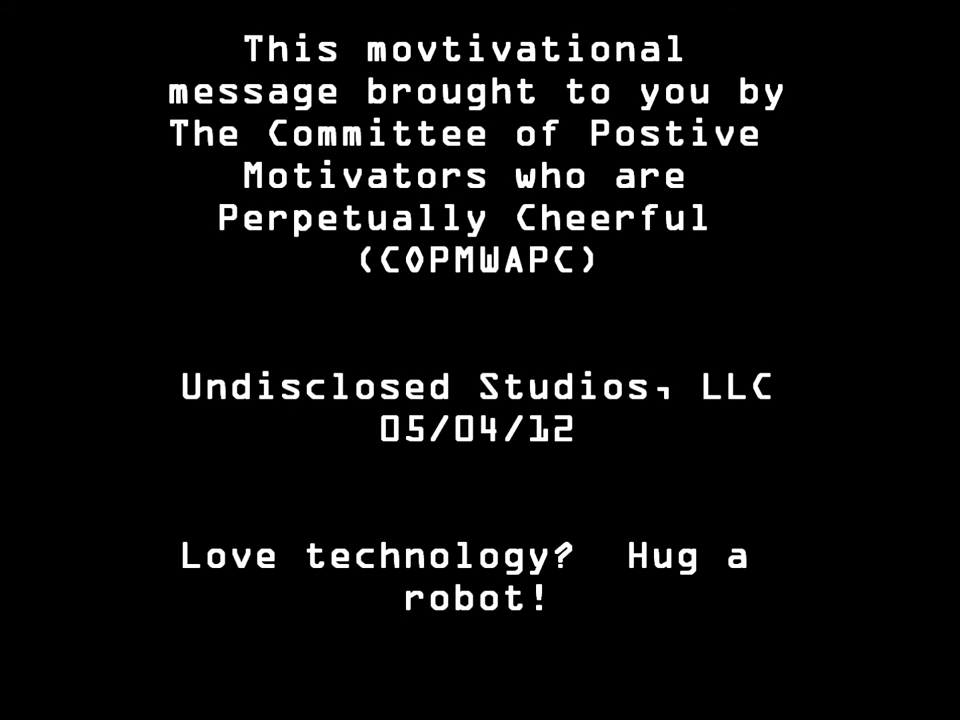 This movtivational
message brought to you by
The Committee of Postive
Motivators who are
Perpetually Cheerful
(COPMWAPC)
Undisclosed Studios, LLC
05/04/12
Love technology?  Hug a
robot!